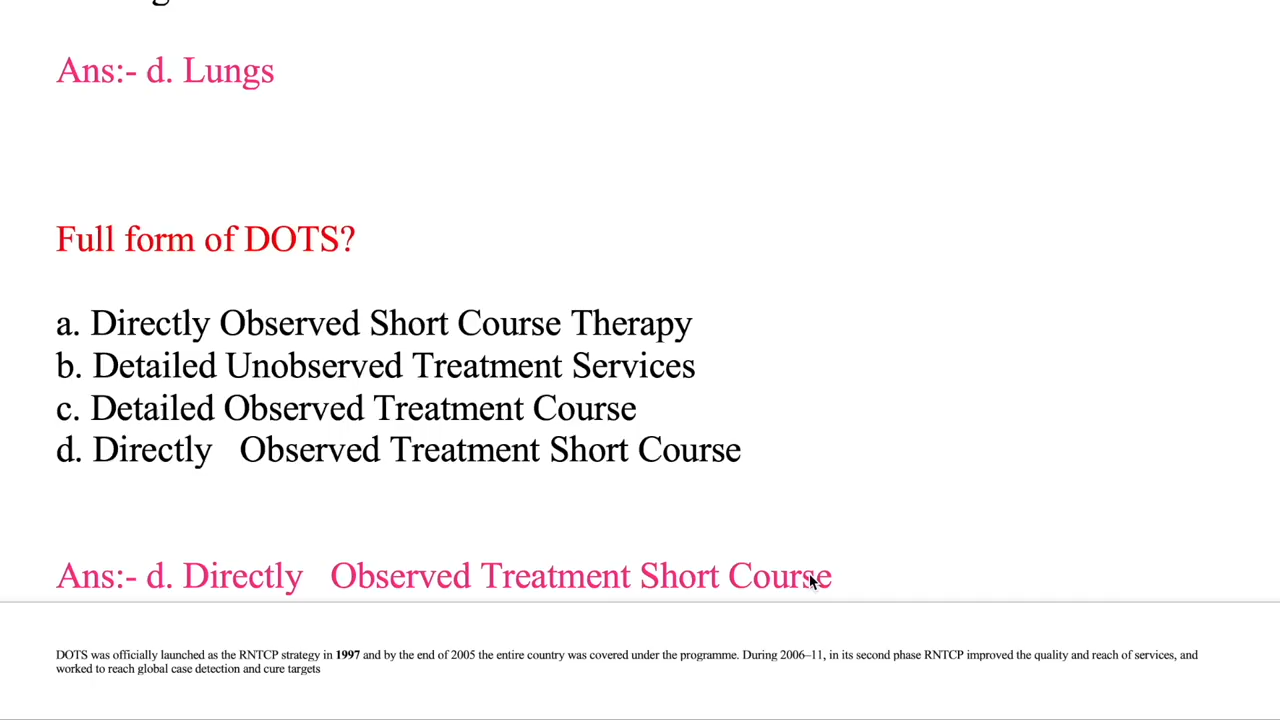 Ans:- d. Lungs
Full form of DOTS?
a. Directly Observed Short Course Therapy
b. Detailed Unobserved Treatment Services
c. Detailed Observed Treatment Course
d. Directly   Observed Treatment Short Course
Ans:- d. Directly   Observed Treatment Short Course
DOTS was officially launched as the RNTCP strategy in 1997 and by the end of 2005 the entire country was covered under the programme. During 2006–11, in its second phase RNTCP improved the quality and reach of services, and
worked to reach global case detection and cure targets